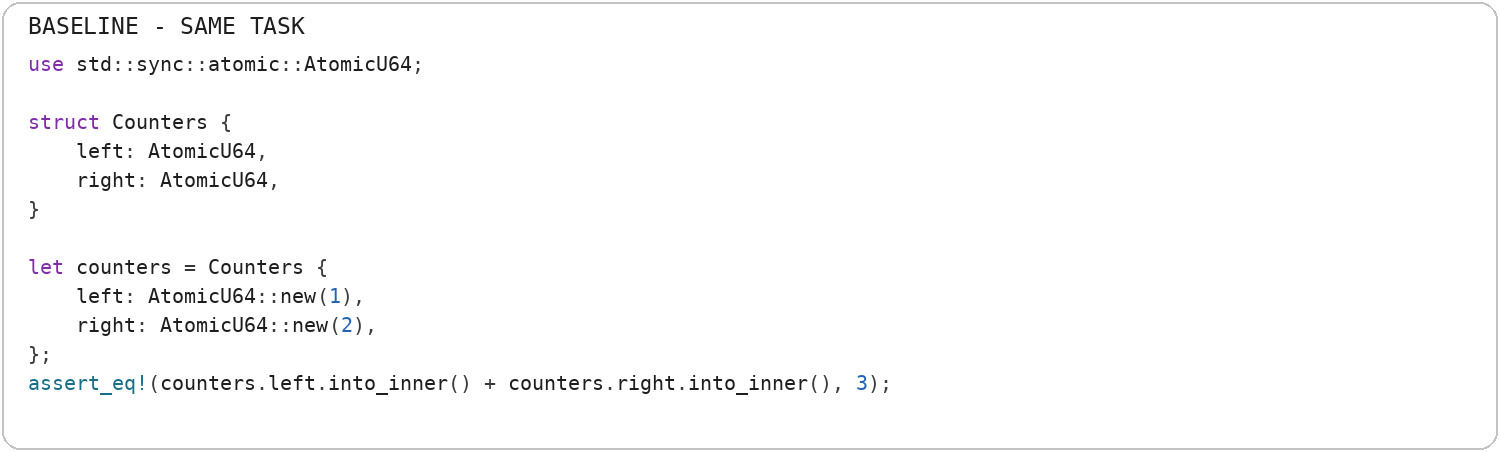 BASELINE - SAME TASK
use std::sync::atomic::AtomicU64;
struct Counters {
    left: AtomicU64,
    right: AtomicU64,
}
let counters = Counters {
    left: AtomicU64::new(1),
    right: AtomicU64::new(2),
};
assert_eq!(counters.left.into_inner() + counters.right.into_inner(), 3);